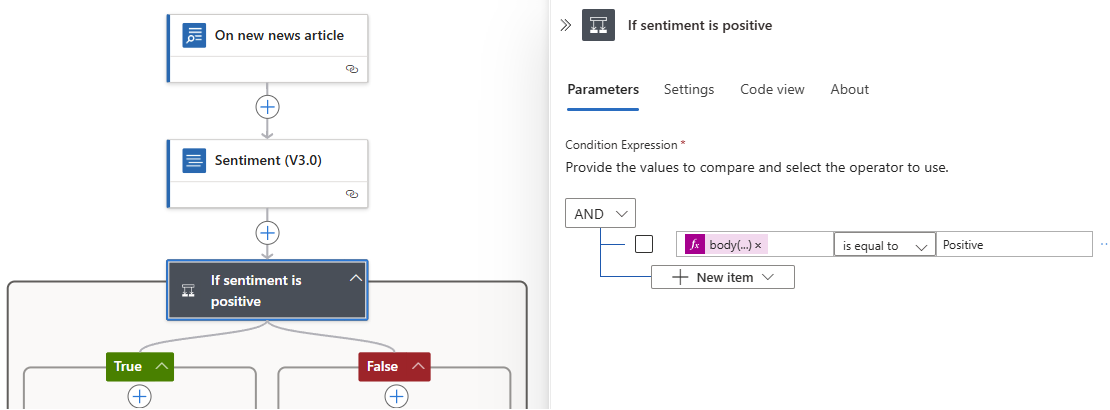 On new news article
Sentiment (V3.0)
If sentiment is
positive
True
False
If sentiment is positive
Parameters
Settings
Code view
About
Condition Expression *
Provide the values to compare and select the operator to use.
AND
fx body(...) × is equal to Positive
New item